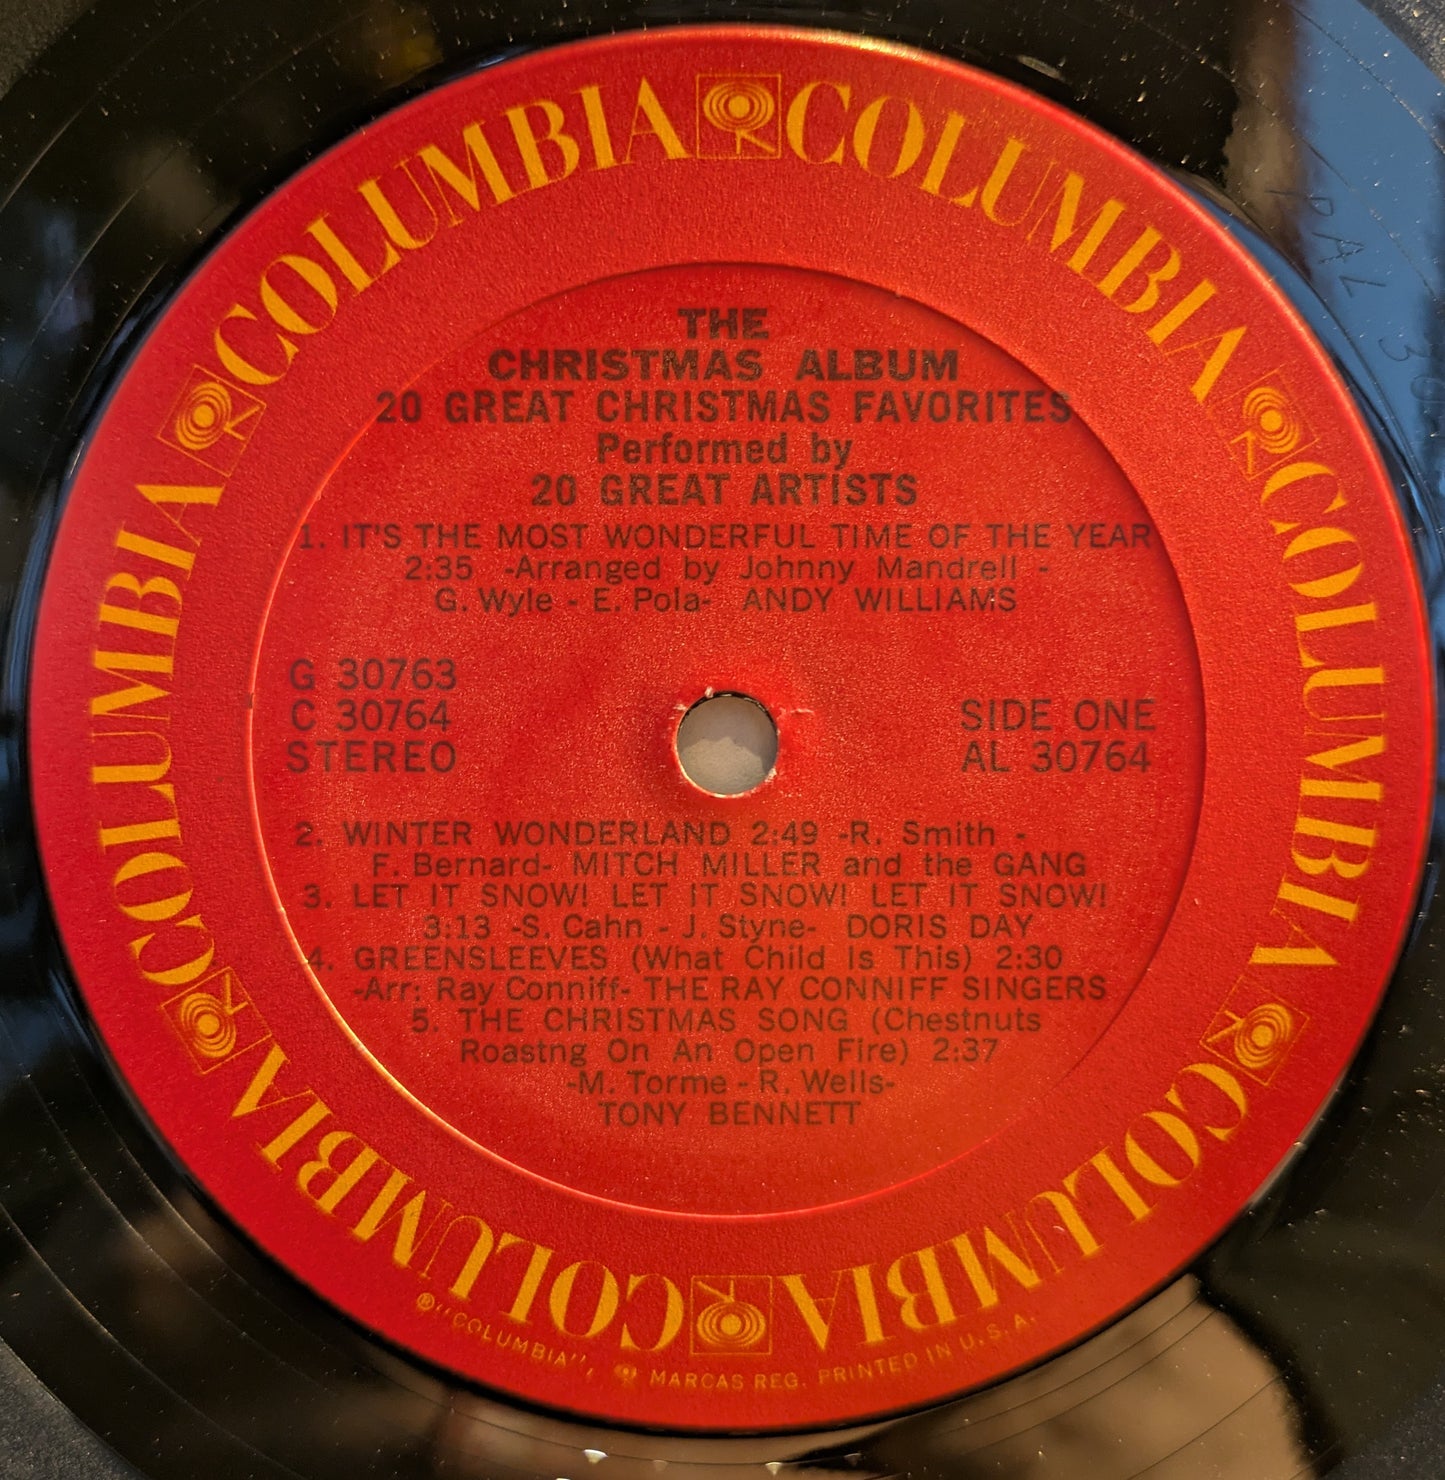 COLUMBIA COLUMBIA COLUMBIA COLUMBIA COLUMBIA COLUMBIA
THE
CHRISTMAS ALBUM
20 GREAT CHRISTMAS FAVORITES
Performed by
20 GREAT ARTISTS
1. IT'S THE MOST WONDERFUL TIME OF THE YEAR
2:35 -Arranged by Johnny Mandrell -
G. Wyle - E. Pola- ANDY WILLIAMS
G 30763
C 30764
STEREO
SIDE ONE
AL 30764
2. WINTER WONDERLAND 2:49 -R. Smith -
F. Bernard- MITCH MILLER and the GANG
3. LET IT SNOW! LET IT SNOW! LET IT SNOW!
3:13 -S. Cahn - J. Styne- DORIS DAY
4. GREENSLEEVES (What Child Is This) 2:30
-Arr: Ray Conniff- THE RAY CONNIFF SINGERS
5. THE CHRISTMAS SONG (Chestnuts
Roastng On An Open Fire) 2:37
-M. Torme - R. Wells-
TONY BENNETT
® "COLUMBIA", MARCAS REG. PRINTED IN U.S.A.
PAL